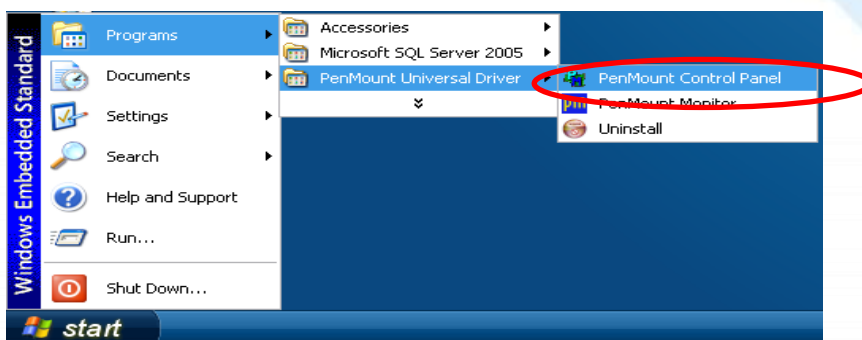 Windows Embedded Standard
Programs
Documents
Settings
Search
Help and Support
Run...
Shut Down...
Accessories
Microsoft SQL Server 2005
PenMount Universal Driver
PenMount Control Panel
PenMount Monitor
Uninstall
start